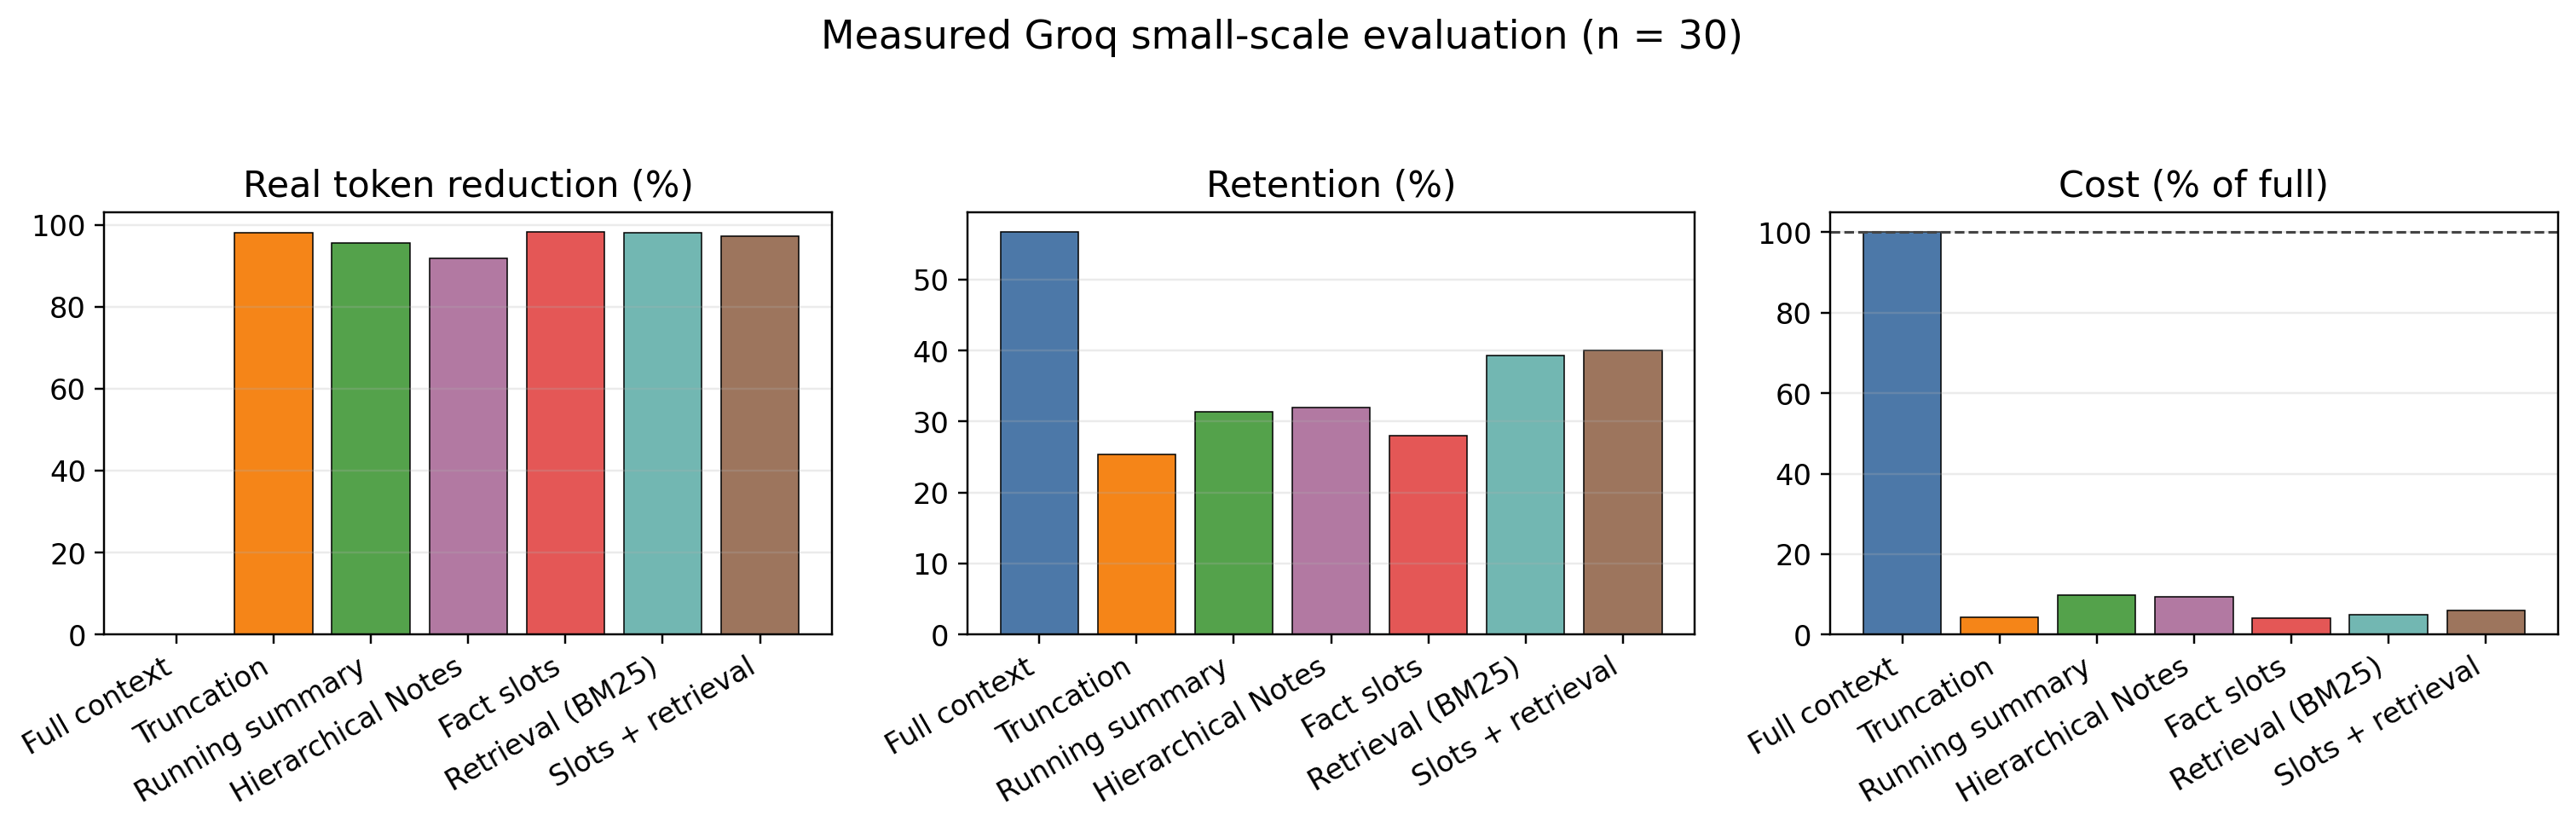 Measured Groq small-scale evaluation (n = 30)
Real token reduction (%)
100
80
60
40
20
0
Full context
Truncation
Running summary
Hierarchical Notes
Fact slots
Retrieval (BM25)
Slots + retrieval
Retention (%)
50
40
30
20
10
0
Full context
Truncation
Running summary
Hierarchical Notes
Fact slots
Retrieval (BM25)
Slots + retrieval
Cost (% of full)
100
80
60
40
20
0
Full context
Truncation
Running summary
Hierarchical Notes
Fact slots
Retrieval (BM25)
Slots + retrieval